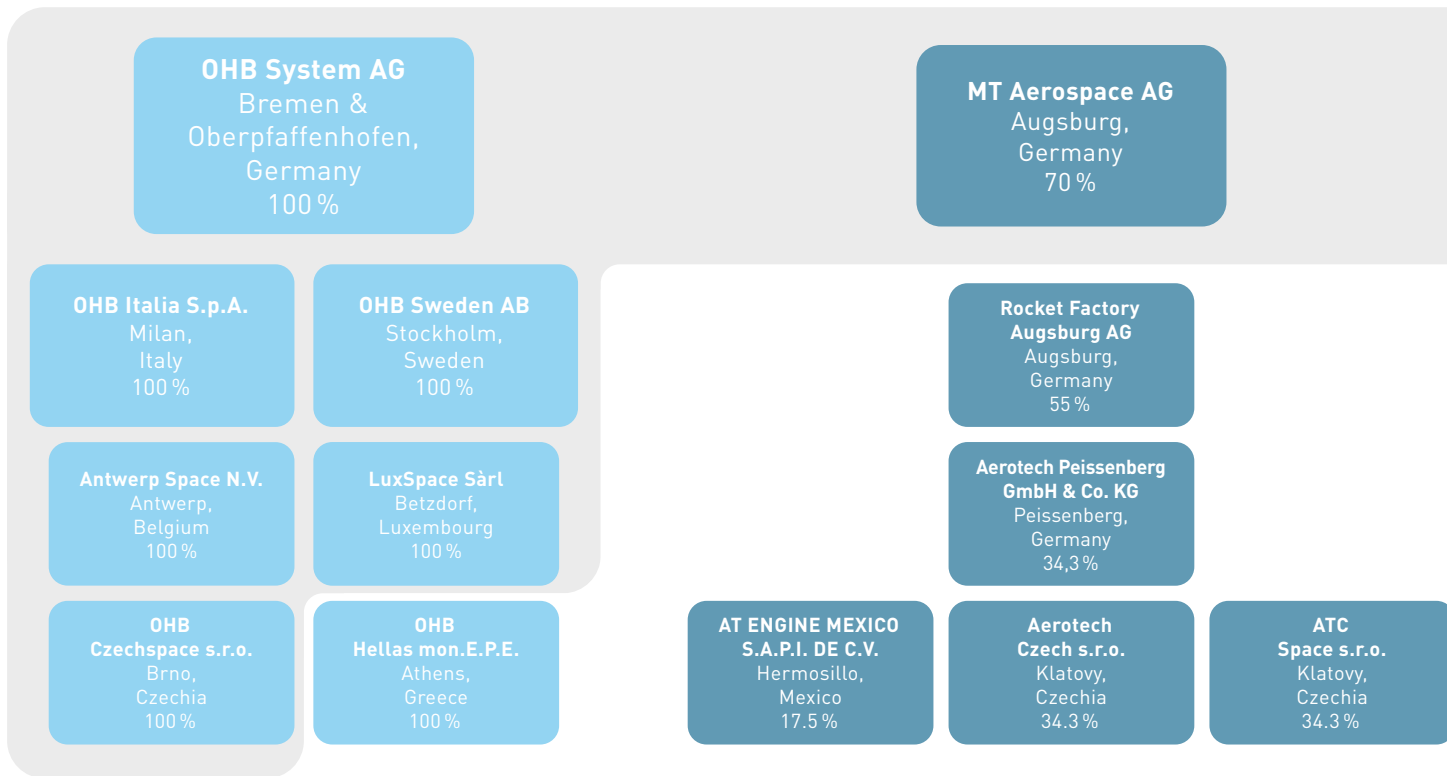 OHB System AG
Bremen &
Oberpfaffenhofen,
Germany
100 %
MT Aerospace AG
Augsburg,
Germany
70 %
OHB Italia S.p.A.
Milan,
Italy
100 %
OHB Sweden AB
Stockholm,
Sweden
100 %
Rocket Factory
Augsburg AG
Augsburg,
Germany
55 %
Antwerp Space N.V.
Antwerp,
Belgium
100 %
LuxSpace Sàrl
Betzdorf,
Luxembourg
100 %
Aerotech Peissenberg
GmbH & Co. KG
Peissenberg,
Germany
34,3 %
OHB
Czechspace s.r.o.
Brno,
Czechia
100 %
OHB
Hellas mon.E.P.E.
Athens,
Greece
100 %
AT ENGINE MEXICO
S.A.P.I. DE C.V.
Hermosillo,
Mexico
17.5 %
Aerotech
Czech s.r.o.
Klatovy,
Czechia
34.3 %
ATC
Space s.r.o.
Klatovy,
Czechia
34.3 %